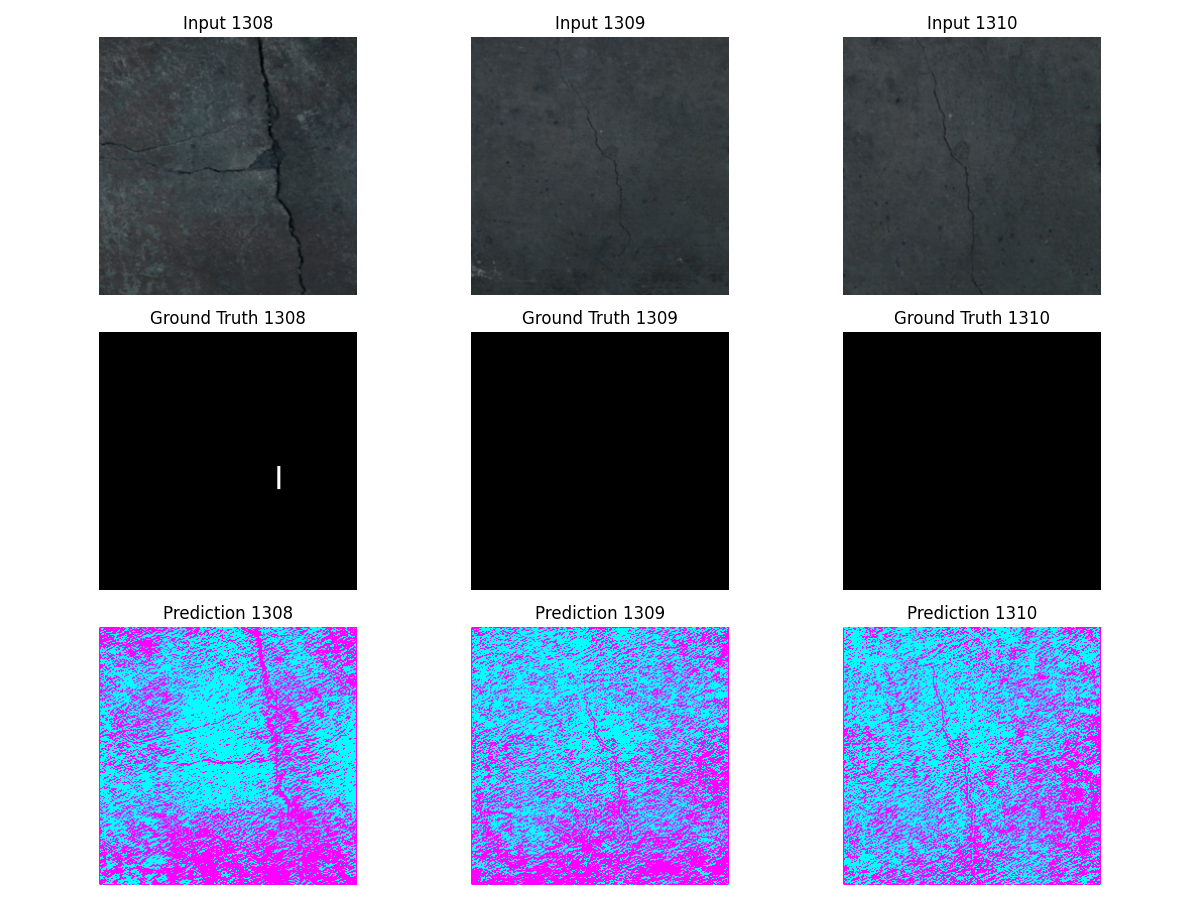 Input 1308
Input 1309
Input 1310
Ground Truth 1308
Ground Truth 1309
Ground Truth 1310
Prediction 1308
Prediction 1309
Prediction 1310